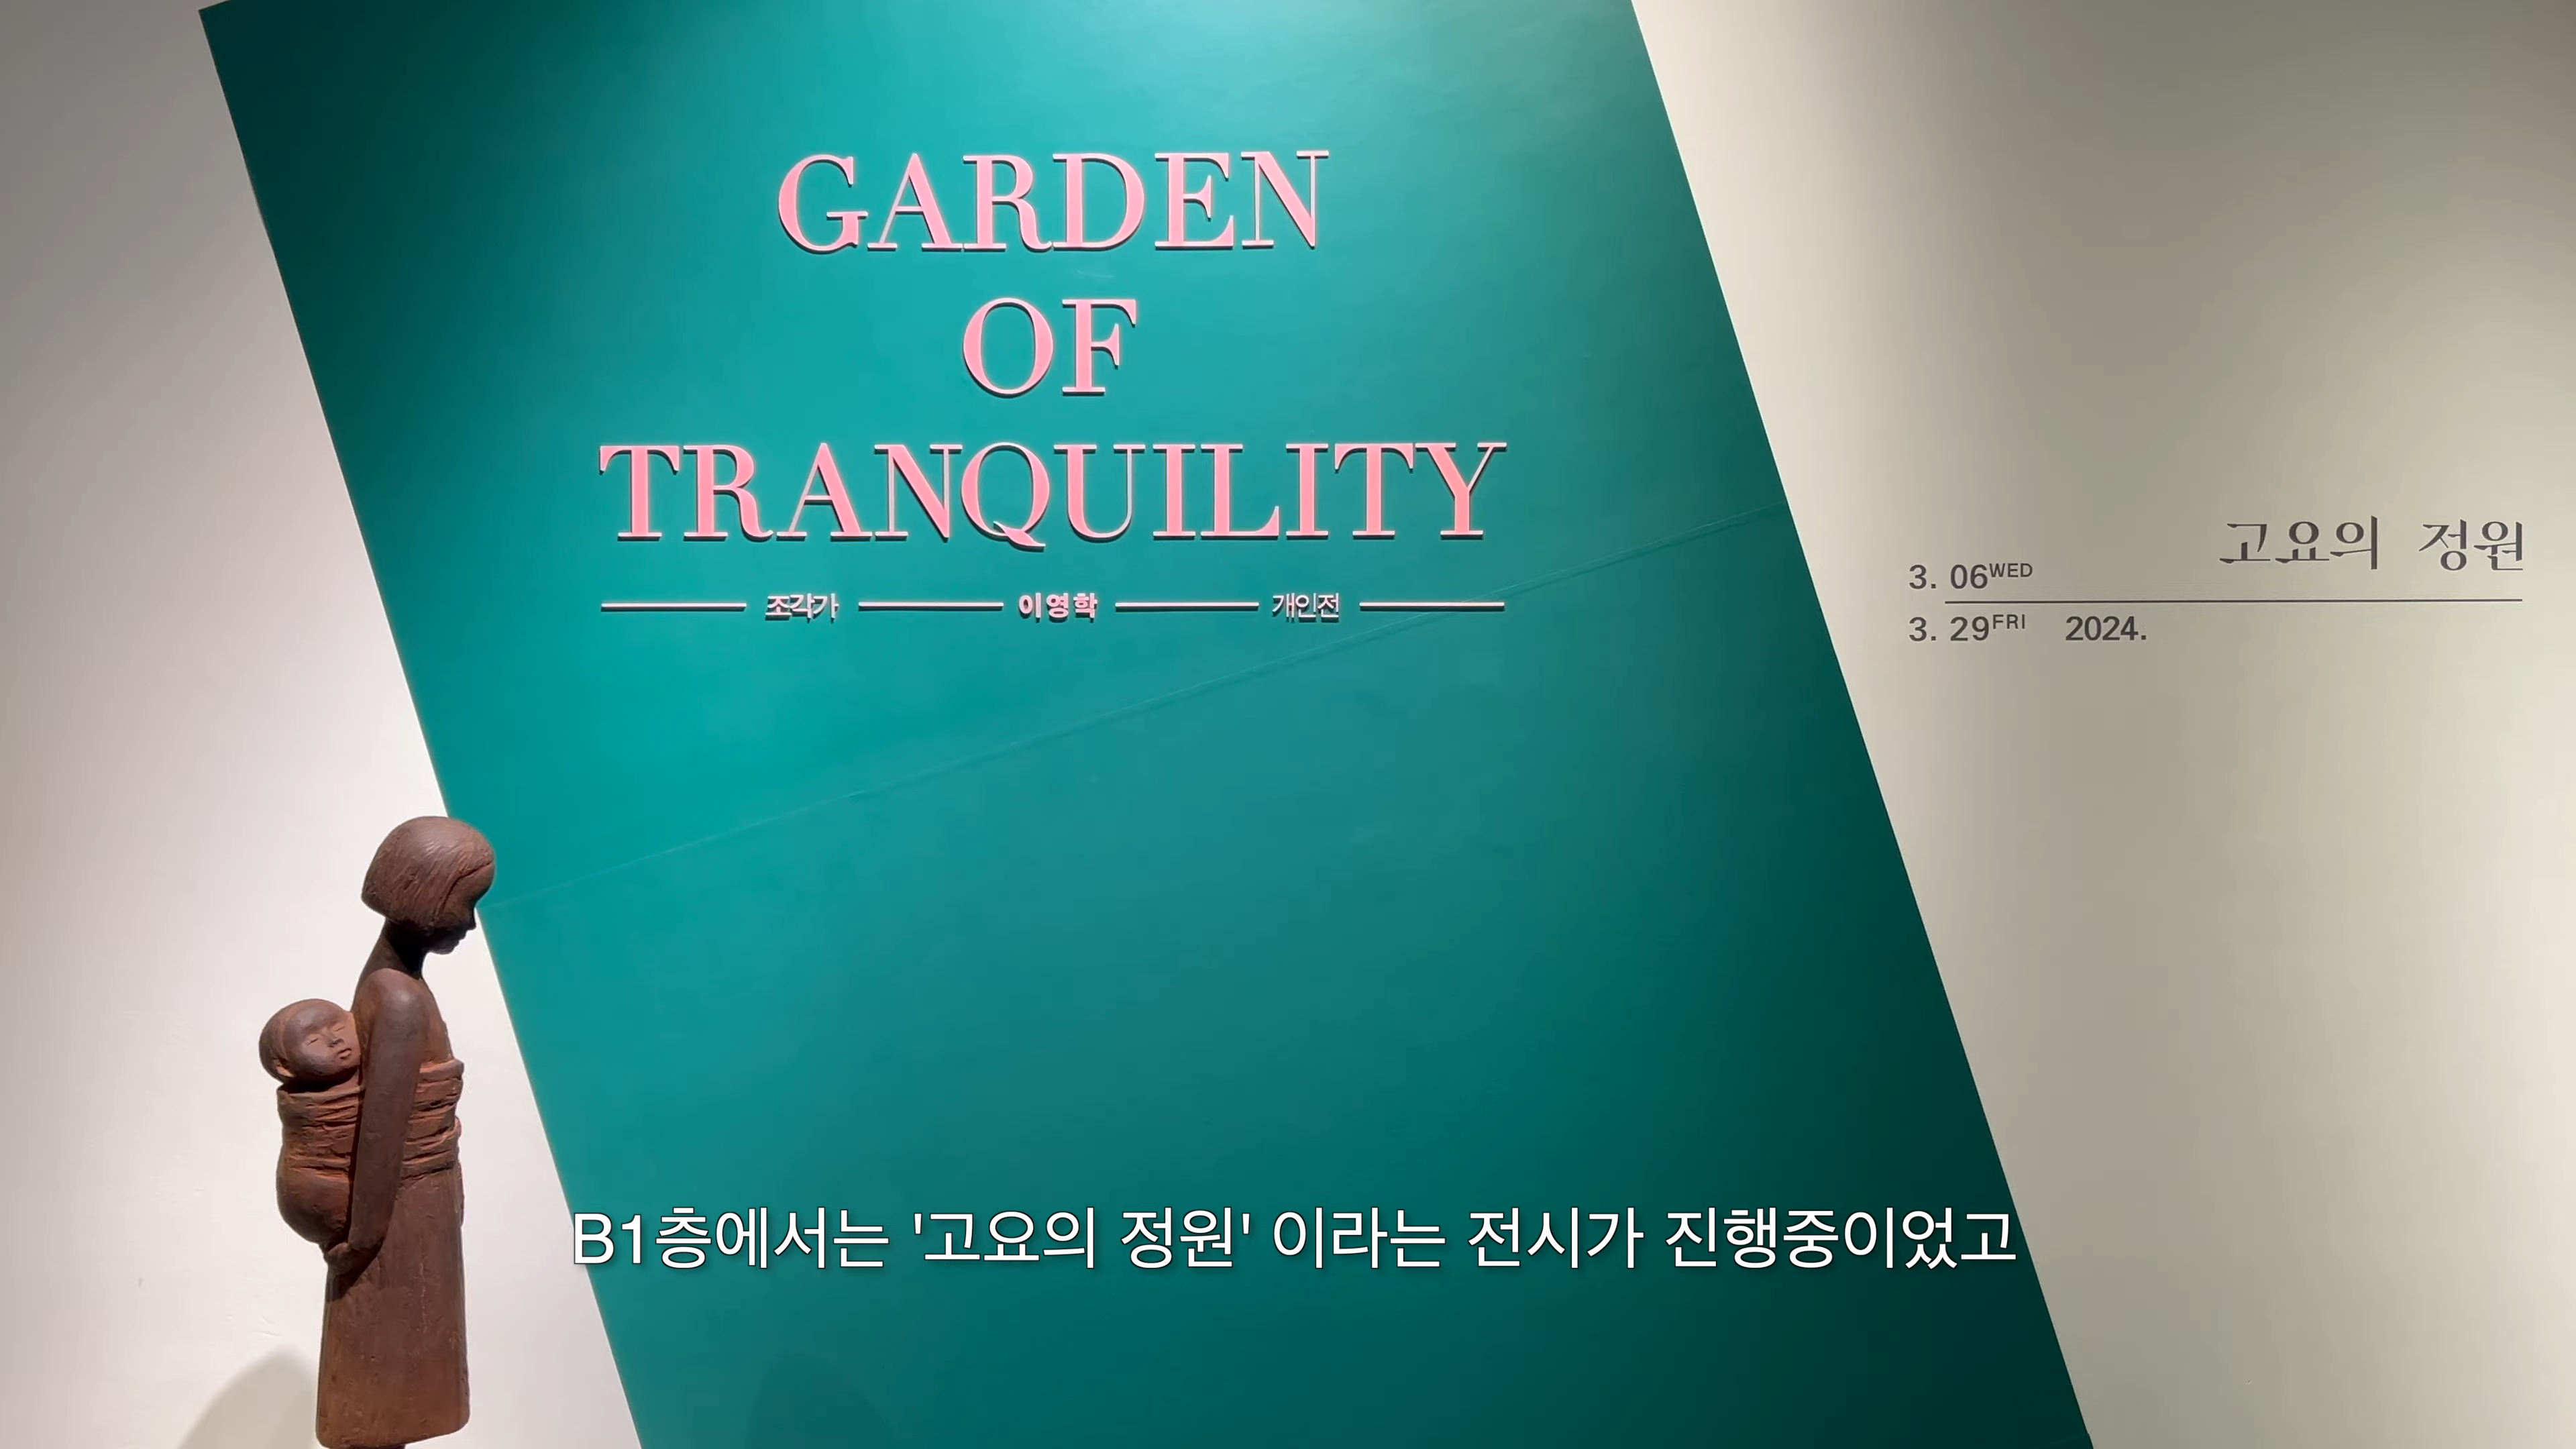 GARDEN
OF
TRANQUILITY
조각가 이영학 개인전
고요의 정원
3. 06WED
3. 29FRI 2024.
B1층에서는 '고요의 정원' 이라는 전시가 진행중이었고